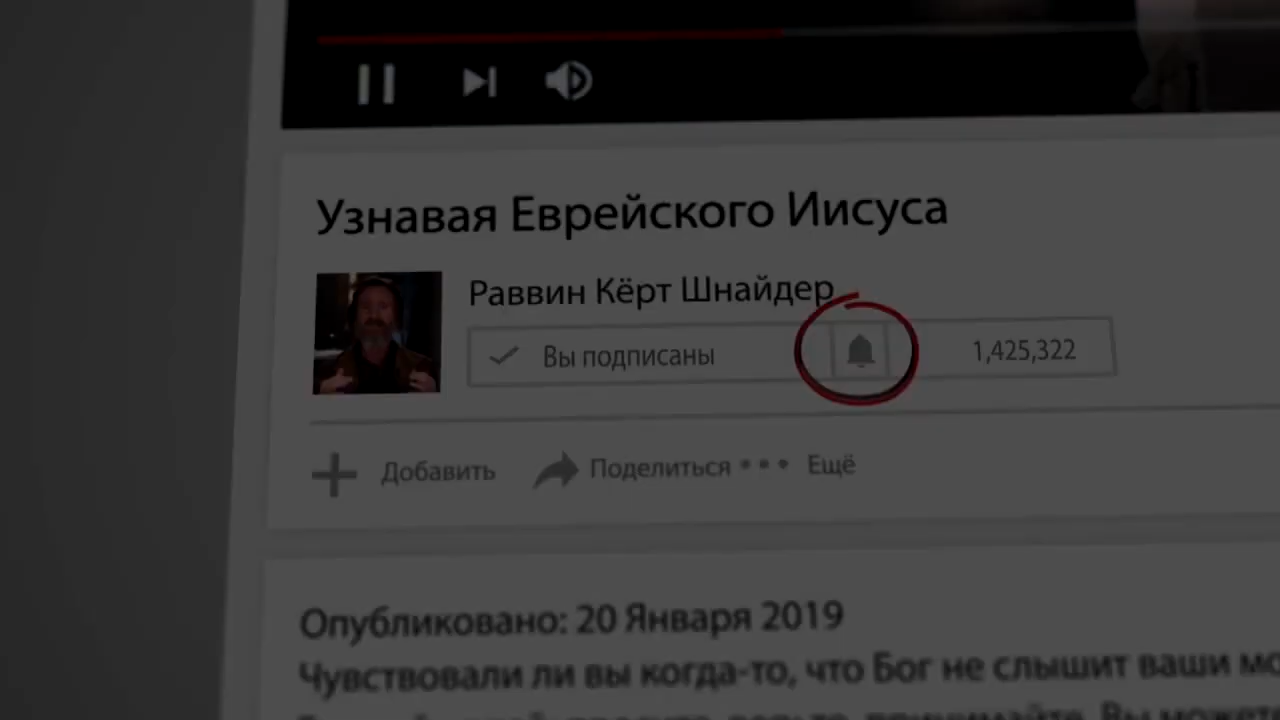 Узнавая Еврейского Иисуса
Раввин Кёрт Шнайдер
Вы подписаны 1,425,322
Добавить Поделиться Ещё
Опубликовано: 20 Января 2019
Чувствовали ли вы когда-то, что Бог не слышит ваши